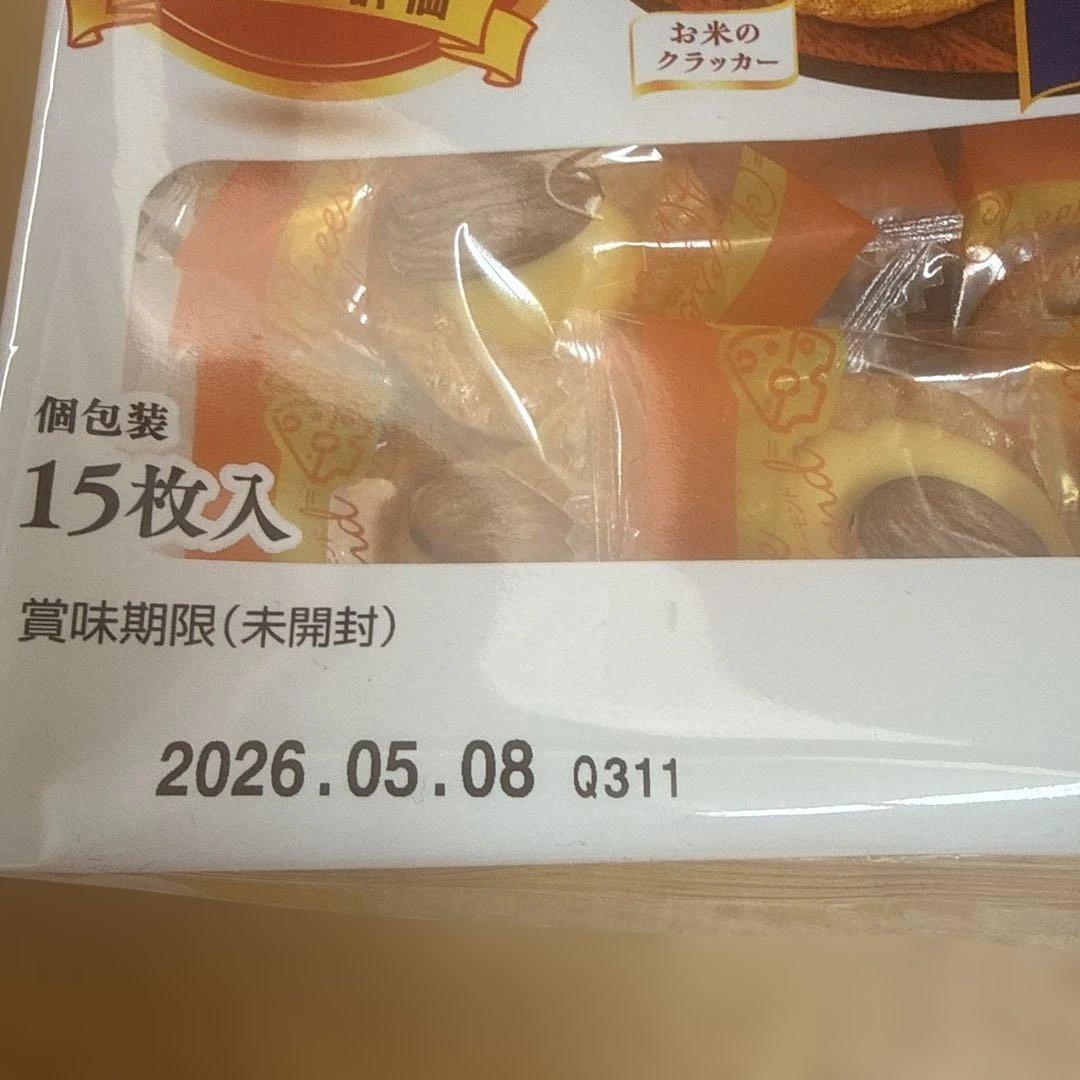 お米の
クラッカー
個包装
15枚入
賞味期限(未開封)
2026.05.08 Q311